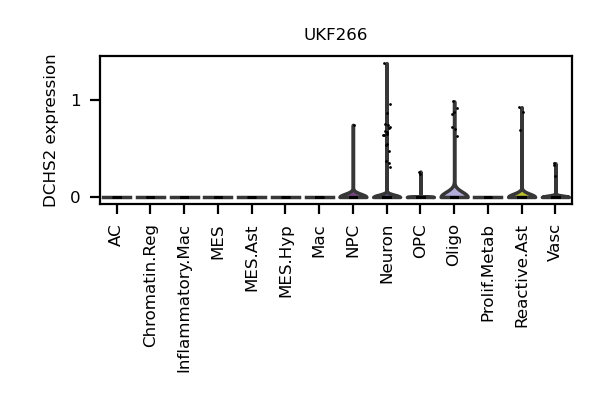 UKF266
DCHS2 expression
1
0
AC
Chromatin.Reg
Inflammatory.Mac
MES
MES.Ast
MES.Hyp
Mac
NPC
Neuron
OPC
Oligo
Prolif.Metab
Reactive.Ast
Vasc